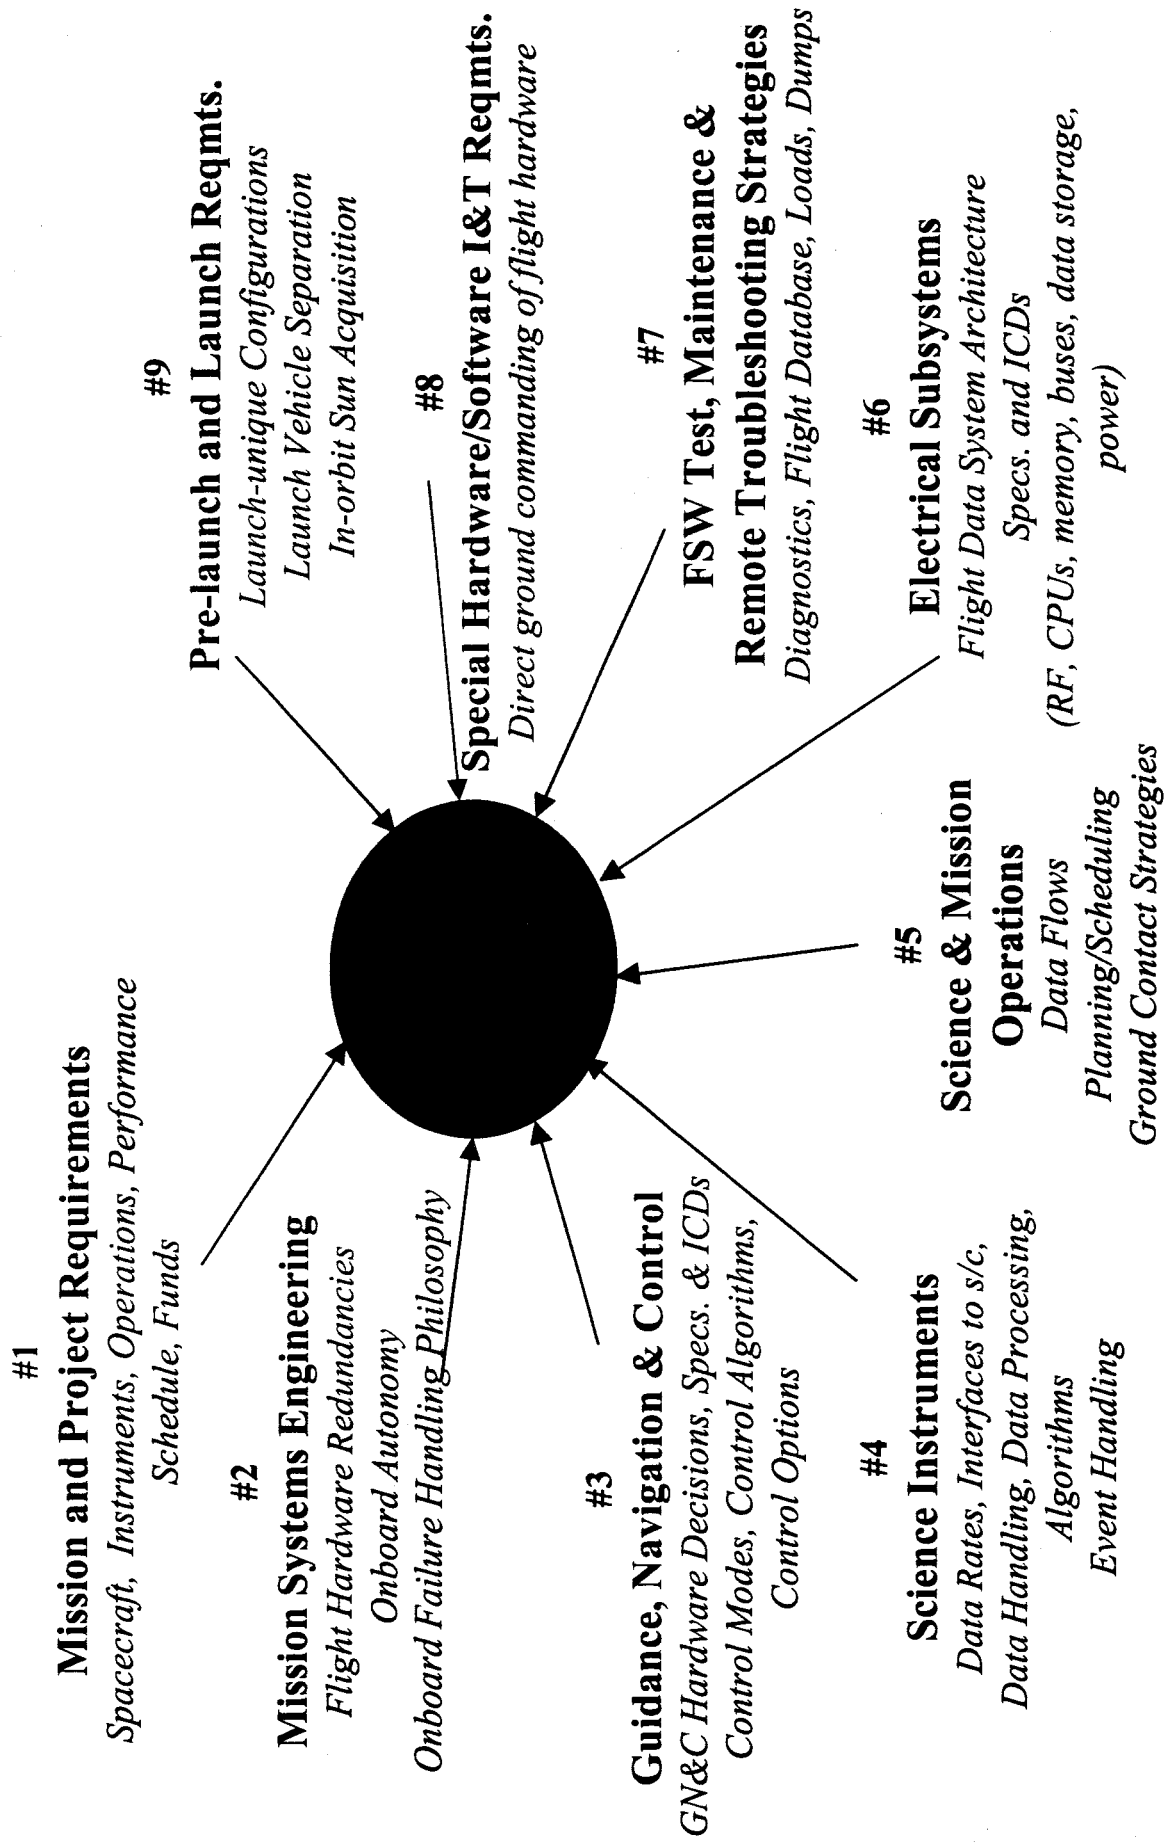 #1
Mission and Project Requirements
Spacecraft, Instruments, Operations, Performance
Schedule, Funds
#2
Mission Systems Engineering
Flight Hardware Redundancies
Onboard Autonomy
Onboard Failure Handling Philosophy
#3
Guidance, Navigation & Control
GN&C Hardware Decisions, Specs. & ICDs
Control Modes, Control Algorithms,
Control Options
#4
Science Instruments
Data Rates, Interfaces to s/c,
Data Handling, Data Processing,
Algorithms
Event Handling
#5
Science & Mission
Operations
Data Flows
Planning/Scheduling
Ground Contact Strategies
#6
Electrical Subsystems
Flight Data System Architecture
Specs. and ICDs
(RF, CPUs, memory, buses, data storage,
power)
#7
FSW Test, Maintenance &
Remote Troubleshooting Strategies
Diagnostics, Flight Database, Loads, Dumps
#8
Special Hardware/Software I&T Reqmts.
Direct ground commanding of flight hardware
#9
Pre-launch and Launch Reqmts.
Launch-unique Configurations
Launch Vehicle Separation
In-orbit Sun Acquisition